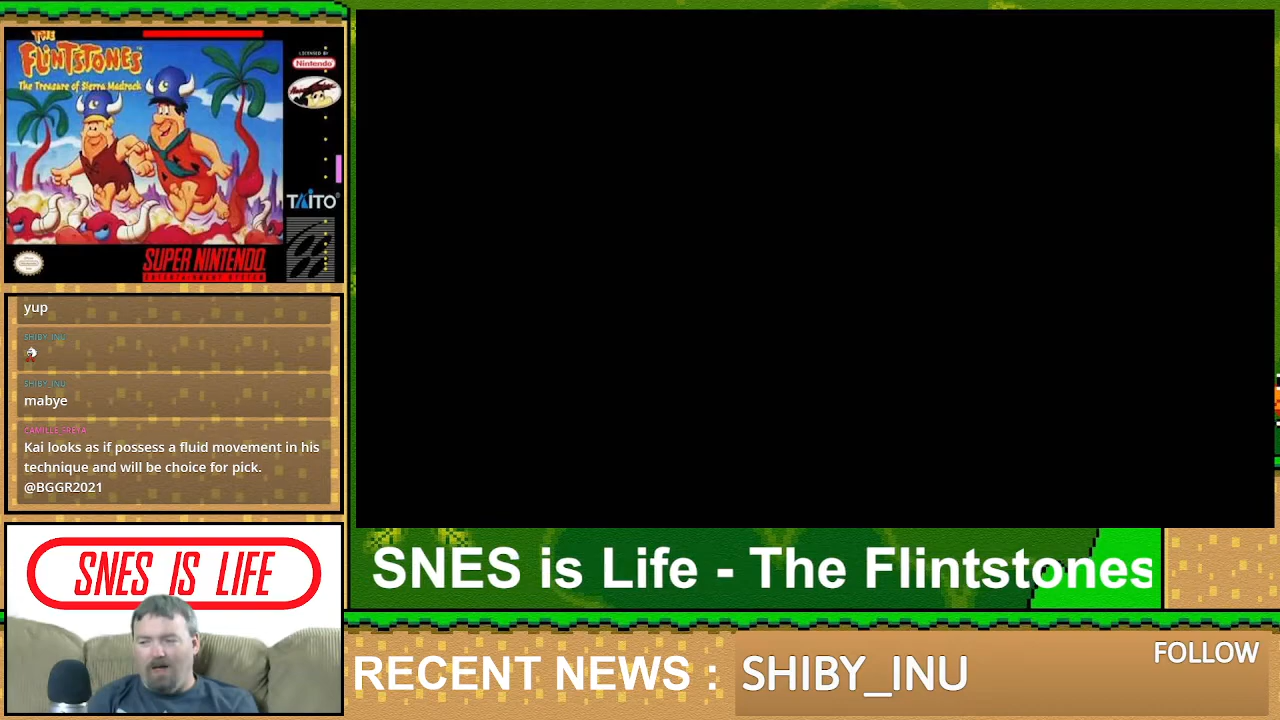 THE
FLINTSTONES
The Treasure of Sierra Madrock
LICENSED BY
Nintendo
TAITO
SUPER NINTENDO
ENTERTAINMENT SYSTEM
yup
SHIBY_INU
SHIBY_INU
mabye
CAMILLE_FREYA
Kai looks as if possess a fluid movement in his
technique and will be choice for pick.
@BGGR2021
SNES IS LIFE
SNES is Life - The Flintstones
RECENT NEWS :
SHIBY_INU
FOLLOW